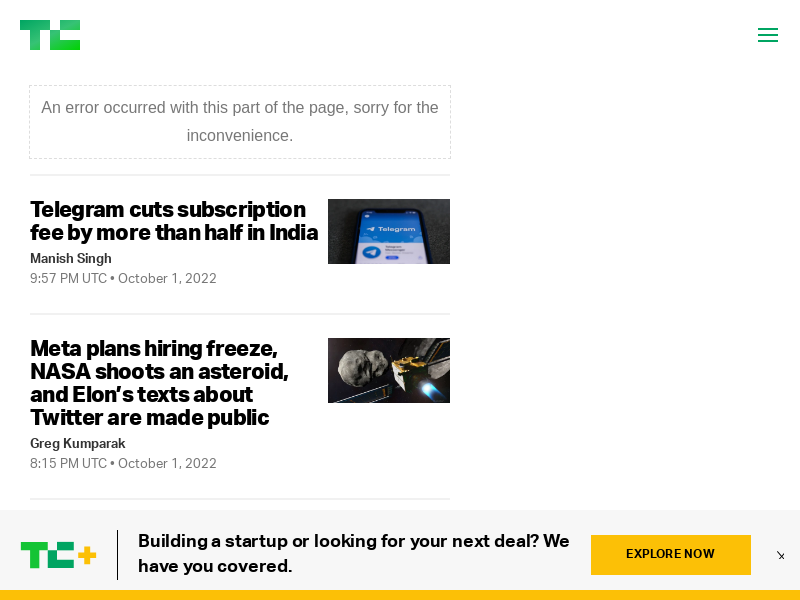 TC
An error occurred with this part of the page, sorry for the
inconvenience.
Telegram cuts subscription
fee by more than half in India
Telegram
Manish Singh
9:57 PM UTC • October 1, 2022
Meta plans hiring freeze,
NASA shoots an asteroid,
and Elon’s texts about
Twitter are made public
Greg Kumparak
8:15 PM UTC • October 1, 2022
TC+
Building a startup or looking for your next deal? We
have you covered.
EXPLORE NOW